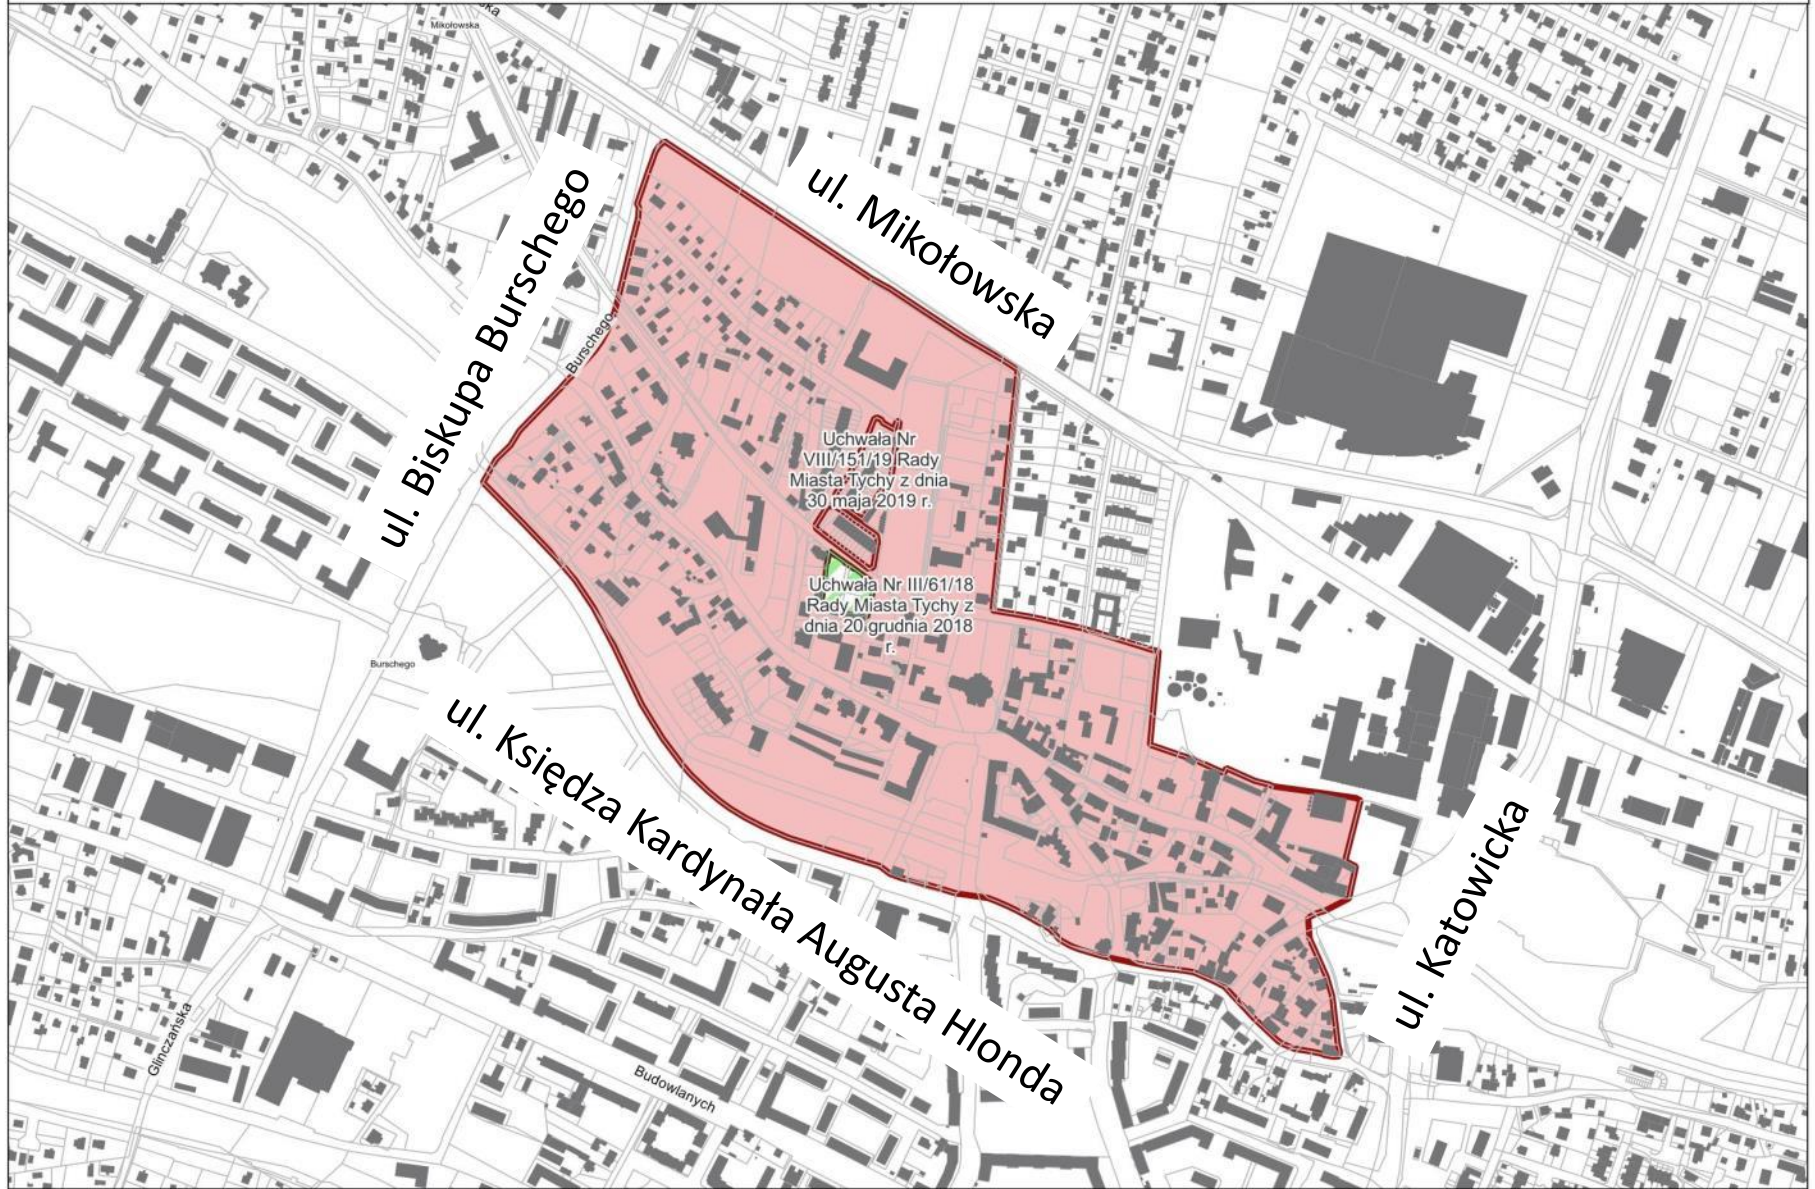 ska
Mikołowska
ul. Mikołowska
ul. Biskupa Burschego
Burschego
Uchwała Nr
VIII/151/19 Rady
Miasta Tychy z dnia
30 maja 2019 r.
Uchwała Nr III/61/18
Rady Miasta Tychy z
dnia 20 grudnia 2018
r.
Burschego
ul. Księdza Kardynała Augusta Hlonda
ul. Katowicka
Glinczańska
Budowlanych